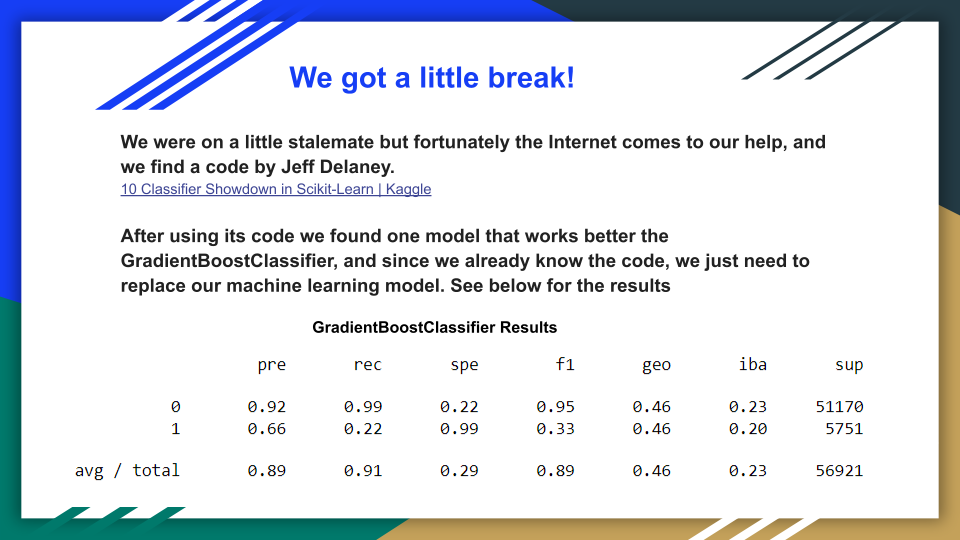 We got a little break!
We were on a little stalemate but fortunately the Internet comes to our help, and
we find a code by Jeff Delaney.
10 Classifier Showdown in Scikit-Learn | Kaggle
After using its code we found one model that works better the
GradientBoostClassifier, and since we already know the code, we just need to
replace our machine learning model. See below for the results
GradientBoostClassifier Results
pre rec spe f1 geo iba sup
0 0.92 0.99 0.22 0.95 0.46 0.23 51170
1 0.66 0.22 0.99 0.33 0.46 0.20 5751
avg / total 0.89 0.91 0.29 0.89 0.46 0.23 56921